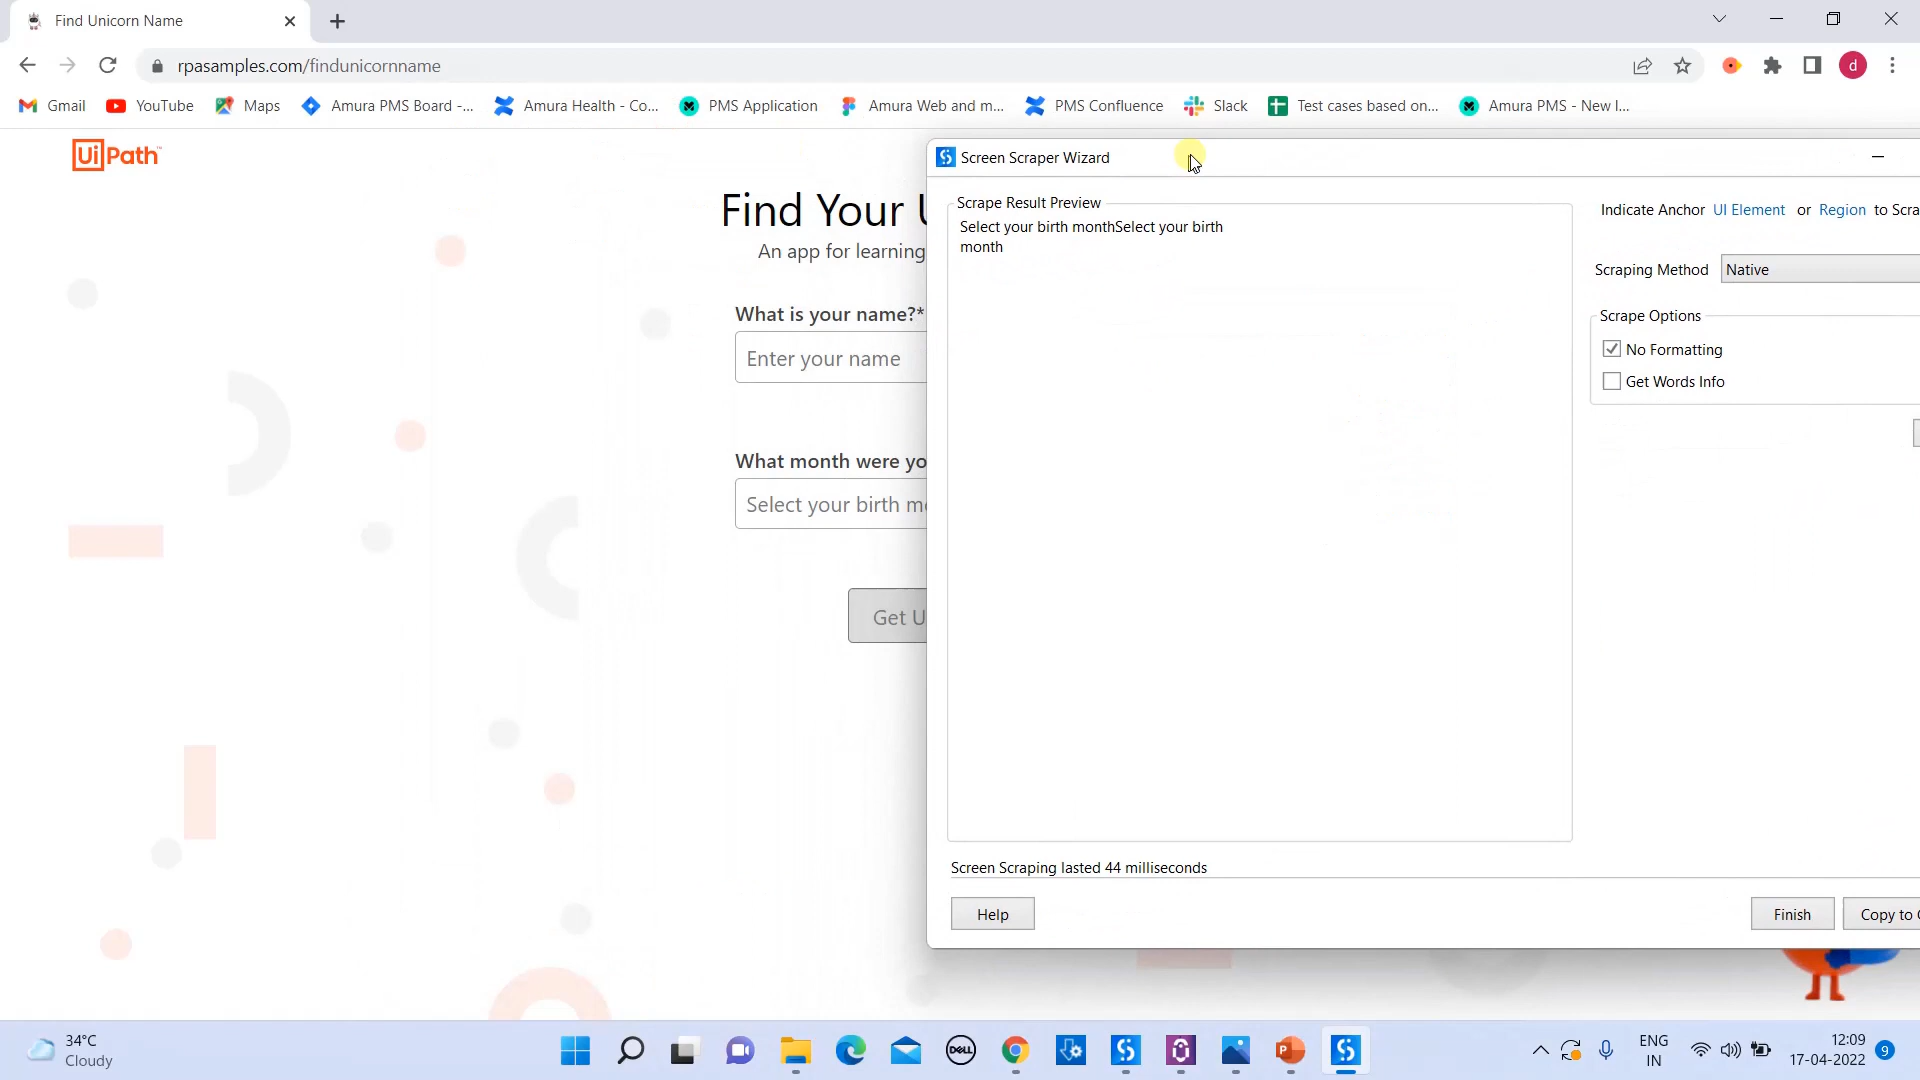 Find Unicorn Name
rpasamples.com/findunicornname
d
Gmail YouTube Maps Amura PMS Board -... Amura Health - Co... PMS Application Amura Web and m... PMS Confluence Slack Test cases based on... Amura PMS - New I...
UiPath
Find Your
An app for learning
What is your name?*
Enter your name
What month were yo
Select your birth m
Get U
Screen Scraper Wizard
Scrape Result Preview
Select your birth monthSelect your birth
month
Indicate Anchor UI Element or Region to Scra
Scraping Method Native
Scrape Options
No Formatting
Get Words Info
Screen Scraping lasted 44 milliseconds
Help Finish Copy to
34°C
Cloudy
DELL
ENG
IN
12:09
17-04-2022
9